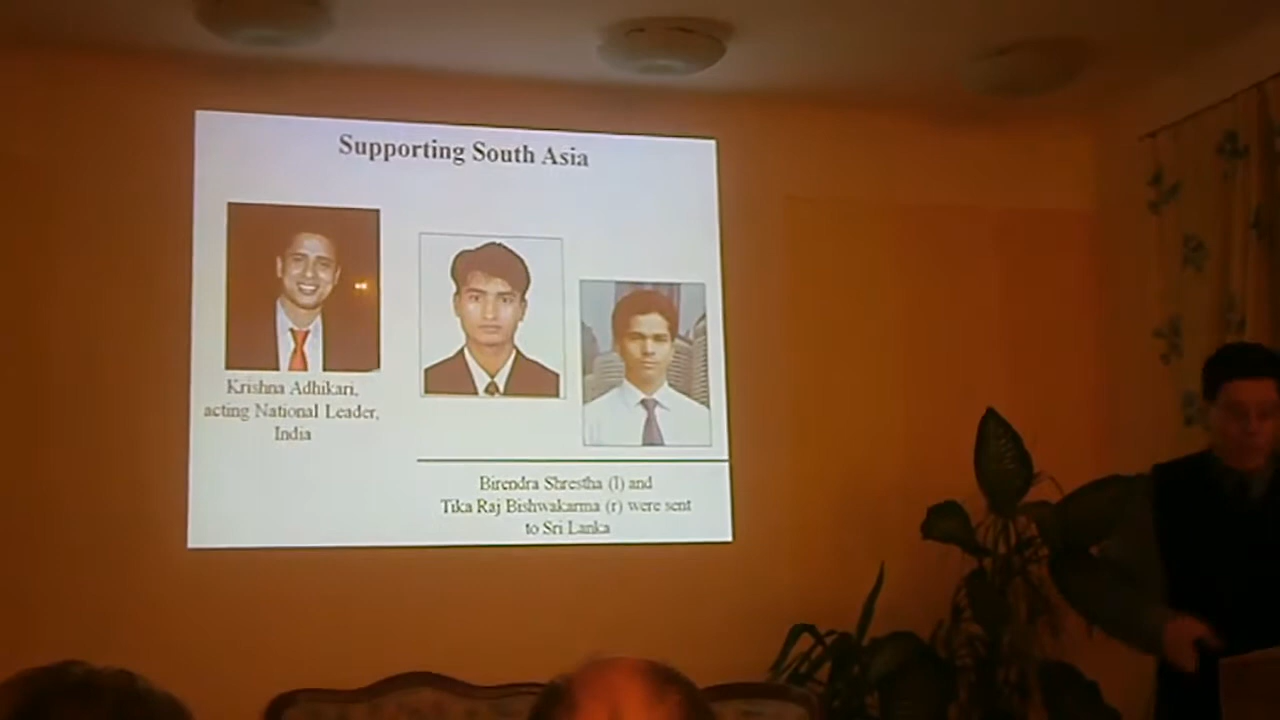 Supporting South Asia
Krishna Adhikari,
acting National Leader,
India
Birendra Shrestha (l) and
Tika Raj Bishwakarma (r) were sent
to Sri Lanka